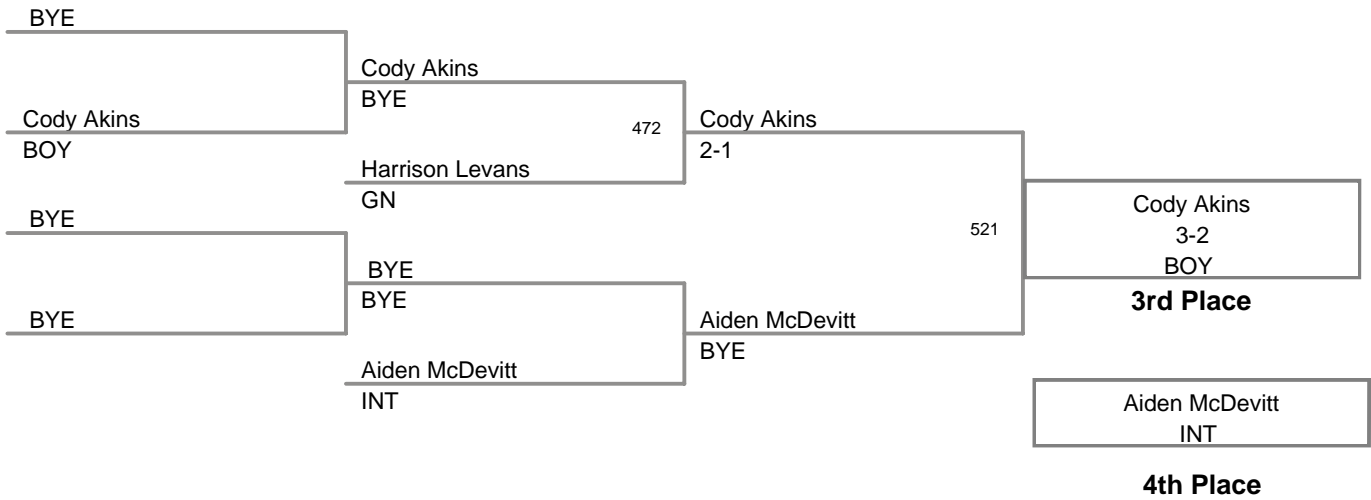 BYE
Cody Akins
BYE
Cody Akins
BOY
472
Cody Akins
2-1
Harrison Levans
GN
BYE
521
Cody Akins
3-2
BOY
3rd Place
BYE
BYE
BYE
Aiden McDevitt
BYE
Aiden McDevitt
INT
Aiden McDevitt
INT
4th Place